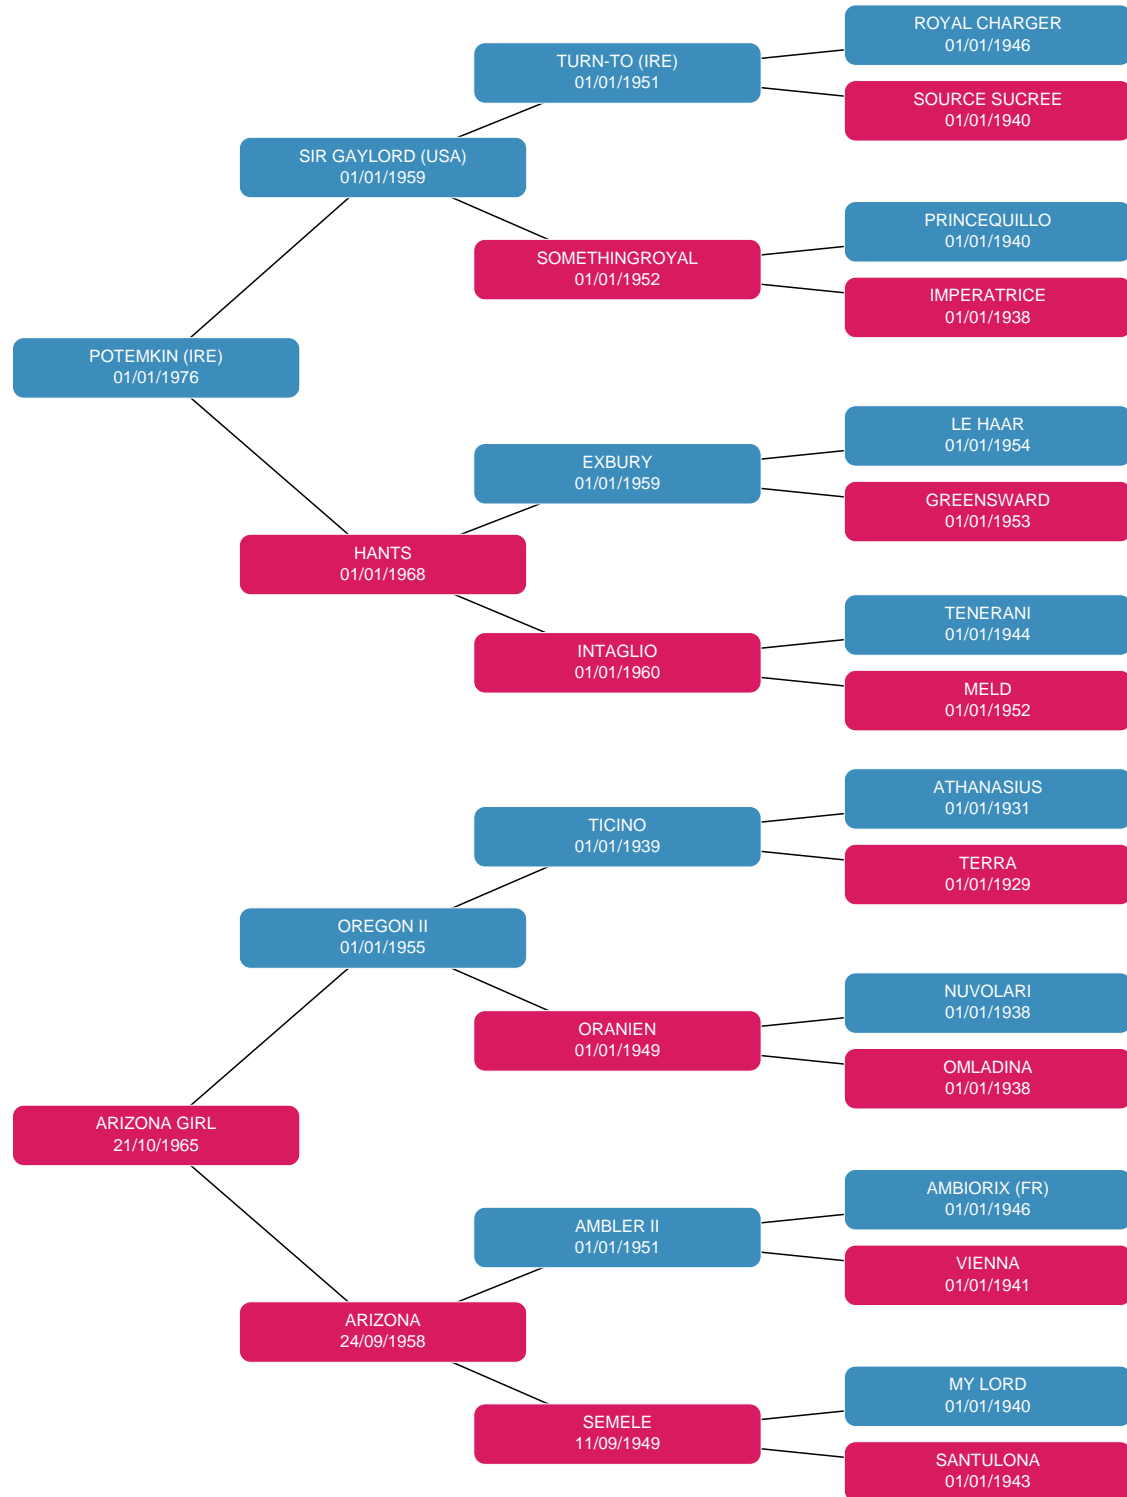 ROYAL CHARGER
01/01/1946
TURN-TO (IRE)
01/01/1951
SOURCE SUCREE
01/01/1940
SIR GAYLORD (USA)
01/01/1959
PRINCEQUILLO
01/01/1940
SOMETHINGROYAL
01/01/1952
IMPERATRICE
01/01/1938
POTEMKIN (IRE)
01/01/1976
LE HAAR
01/01/1954
EXBURY
01/01/1959
GREENSWARD
01/01/1953
HANTS
01/01/1968
TENERANI
01/01/1944
INTAGLIO
01/01/1960
MELD
01/01/1952
ATHANASIUS
01/01/1931
TICINO
01/01/1939
TERRA
01/01/1929
OREGON II
01/01/1955
NUVOLARI
01/01/1938
ORANIEN
01/01/1949
OMLADINA
01/01/1938
ARIZONA GIRL
21/10/1965
AMBIORIX (FR)
01/01/1946
AMBLER II
01/01/1951
VIENNA
01/01/1941
ARIZONA
24/09/1958
MY LORD
01/01/1940
SEMELE
11/09/1949
SANTULONA
01/01/1943